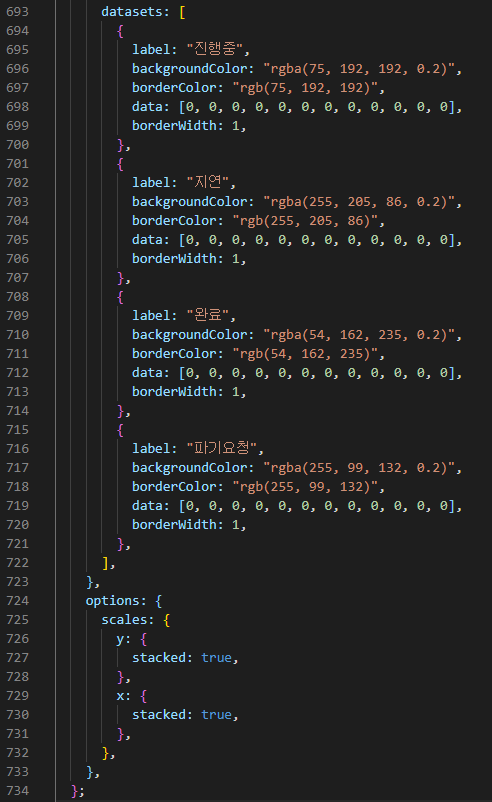 693 datasets: [
694 {
695 label: "진행중",
696 backgroundColor: "rgba(75, 192, 192, 0.2)",
697 borderColor: "rgb(75, 192, 192)",
698 data: [0, 0, 0, 0, 0, 0, 0, 0, 0, 0, 0, 0],
699 borderWidth: 1,
700 },
701 {
702 label: "지연",
703 backgroundColor: "rgba(255, 205, 86, 0.2)",
704 borderColor: "rgb(255, 205, 86)",
705 data: [0, 0, 0, 0, 0, 0, 0, 0, 0, 0, 0, 0],
706 borderWidth: 1,
707 },
708 {
709 label: "완료",
710 backgroundColor: "rgba(54, 162, 235, 0.2)",
711 borderColor: "rgb(54, 162, 235)",
712 data: [0, 0, 0, 0, 0, 0, 0, 0, 0, 0, 0, 0],
713 borderWidth: 1,
714 },
715 {
716 label: "파기요청",
717 backgroundColor: "rgba(255, 99, 132, 0.2)",
718 borderColor: "rgb(255, 99, 132)",
719 data: [0, 0, 0, 0, 0, 0, 0, 0, 0, 0, 0, 0],
720 borderWidth: 1,
721 },
722 ],
723 },
724 options: {
725 scales: {
726 y: {
727 stacked: true,
728 },
729 x: {
730 stacked: true,
731 },
732 },
733 },
734 };